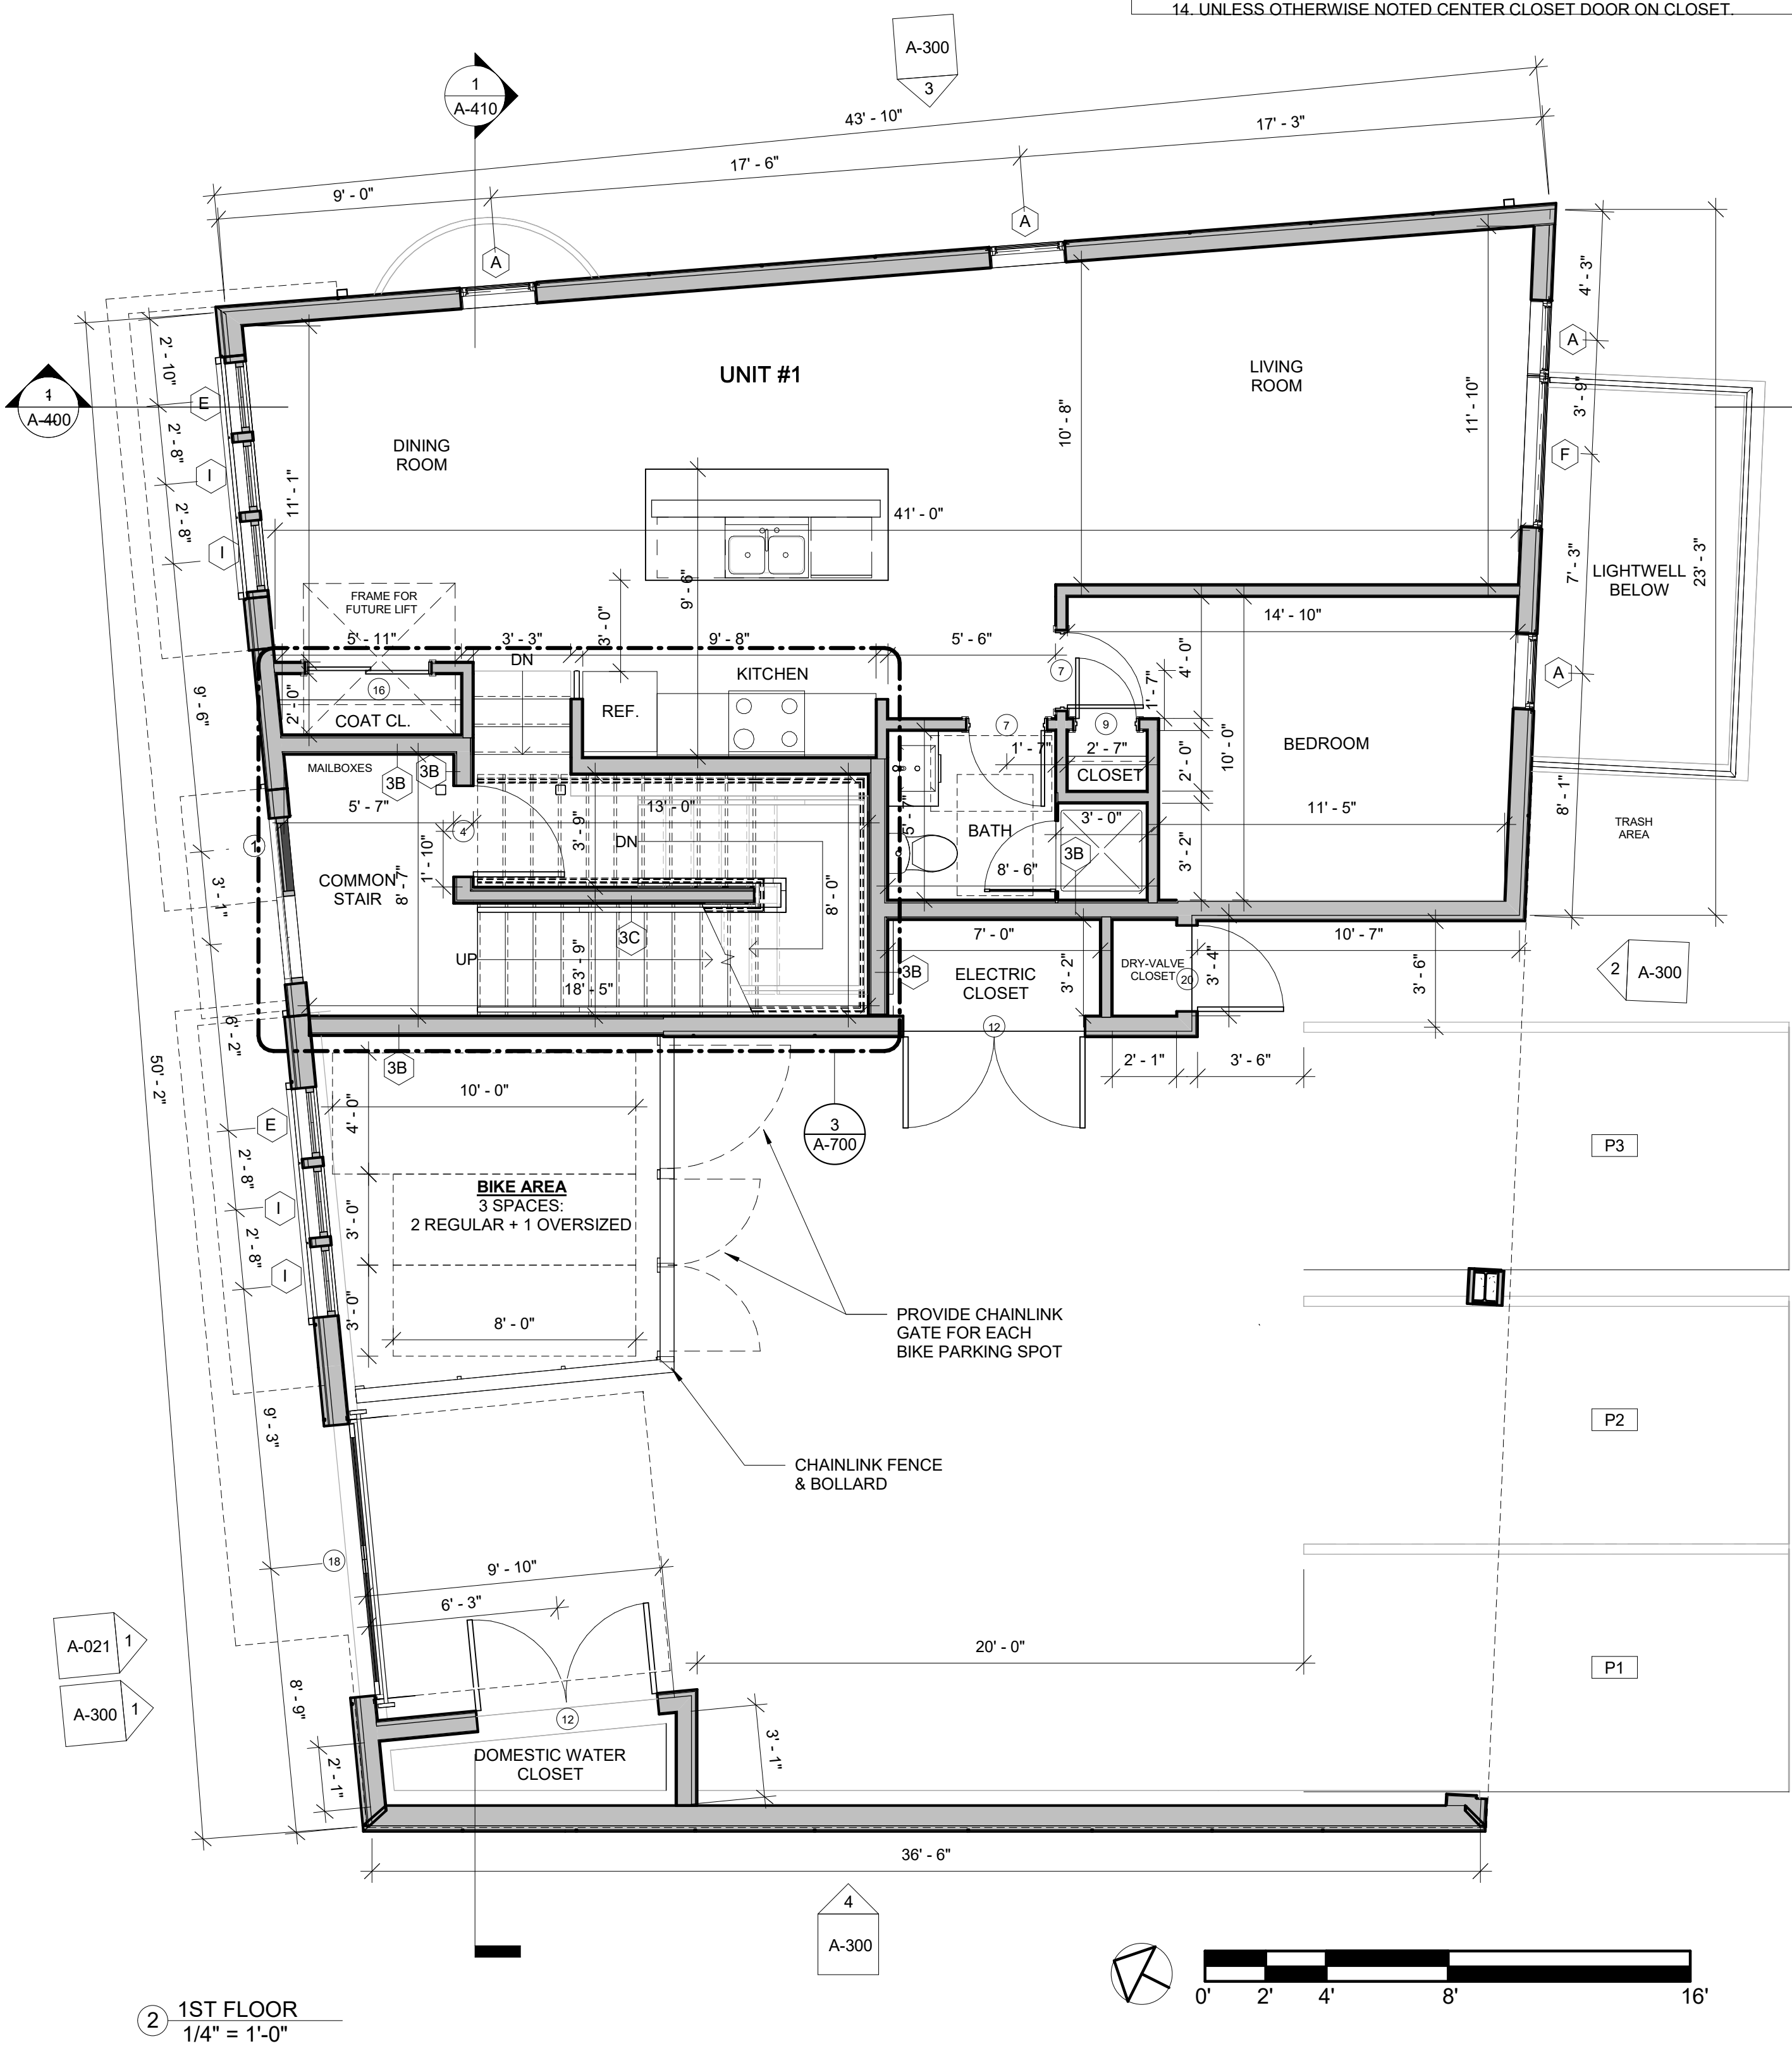 14. UNLESS OTHERWISE NOTED CENTER CLOSET DOOR ON CLOSET.
A-300
3
1
A-410
43' - 10"
17' - 3"
17' - 6"
9' - 0"
A
A
4' - 3"
2' - 10"
A
UNIT #1
LIVING
ROOM
1
A-400
E
3' - 9"
10' - 8"
11' - 10"
2' - 8"
DINING
ROOM
F
I
11' - 1"
2' - 8"
41' - 0"
I
23' - 3"
7' - 3"
LIGHTWELL
BELOW
9' - 6"
FRAME FOR
FUTURE LIFT
3' - 0"
14' - 10"
5' - 11"
3' - 3"
9' - 8"
5' - 6"
DN
4' - 0"
KITCHEN
7
A
16
1' - 7"
9' - 6"
2' - 0"
COAT CL.
REF.
7
9
BEDROOM
10' - 0"
1' - 7"
2' - 7"
MAILBOXES
3B
3B
CLOSET
2' - 0"
5' - 7"
13' - 0"
11' - 5"
8' - 1"
3' - 0"
TRASH
AREA
4
3' - 9"
5' - 7"
BATH
1
DN
3B
3' - 2"
1' - 10"
8' - 6"
COMMON
STAIR
8' - 7"
8' - 0"
3' - 1"
3C
7' - 0"
10' - 7"
UP
3' - 9"
3B
ELECTRIC
CLOSET
3' - 2"
DRY-VALVE
CLOSET
20
3' - 4"
3' - 6"
2
A-300
18' - 5"
12
6' - 2"
3B
2' - 1"
3' - 6"
50' - 2"
10' - 0"
4' - 0"
E
3
A-700
P3
2' - 8"
BIKE AREA
3 SPACES:
2 REGULAR + 1 OVERSIZED
I
3' - 0"
2' - 8"
I
3' - 0"
8' - 0"
PROVIDE CHAINLINK
GATE FOR EACH
BIKE PARKING SPOT
9' - 3"
P2
CHAINLINK FENCE
& BOLLARD
18
9' - 10"
6' - 3"
A-021
1
20' - 0"
P1
A-300
1
8' - 9"
12
3' - 1"
DOMESTIC WATER
CLOSET
2' - 1"
36' - 6"
4
A-300
0'
2'
4'
8'
16'
2
1ST FLOOR
1/4" = 1'-0"